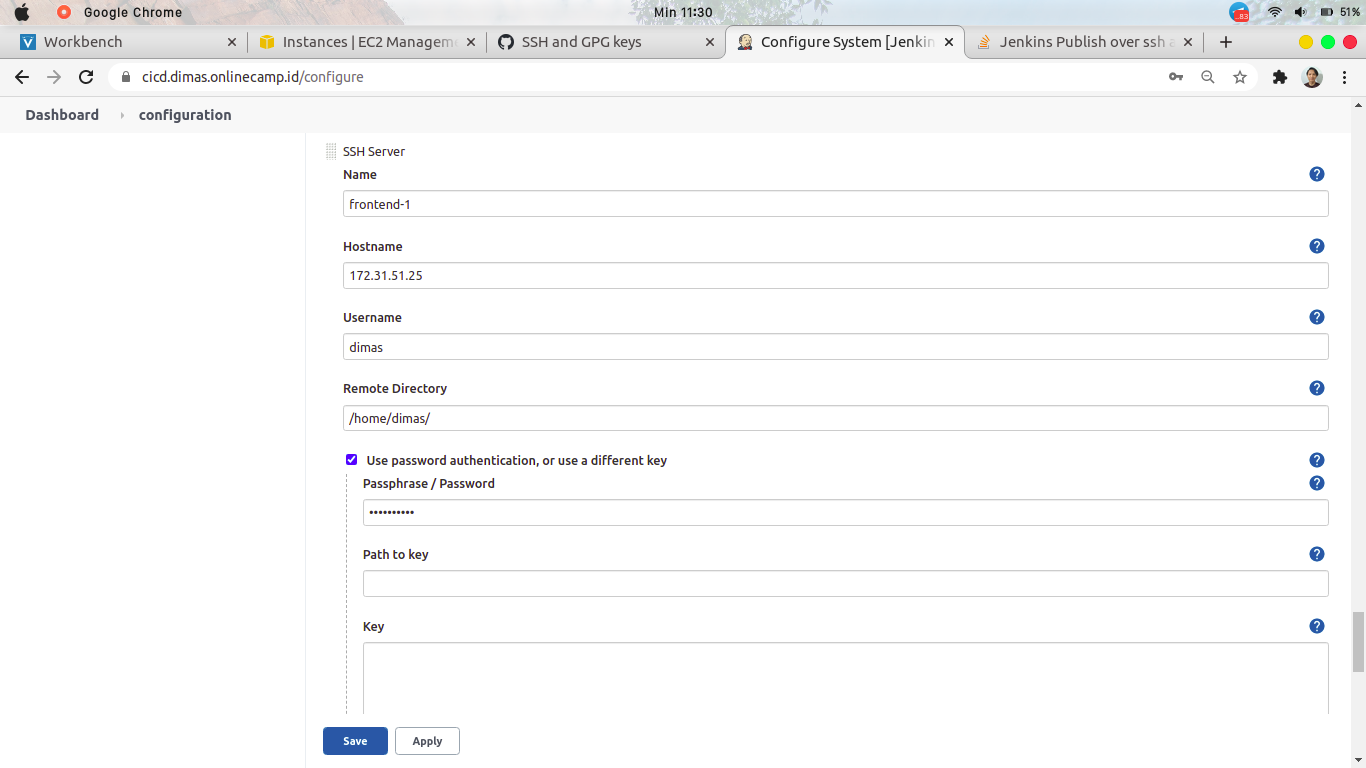 Google Chrome
Min 11:30
83
51%
Workbench
Instances | EC2 Managem
SSH and GPG keys
Configure System [Jenkin
Jenkins Publish over ssh a
cicd.dimas.onlinecamp.id/configure
Dashboard
configuration
SSH Server
Name
?
frontend-1
Hostname
?
172.31.51.25
Username
?
dimas
Remote Directory
?
/home/dimas/
Use password authentication, or use a different key
?
Passphrase / Password
?
••••••••••
Path to key
?
Key
?
Save
Apply